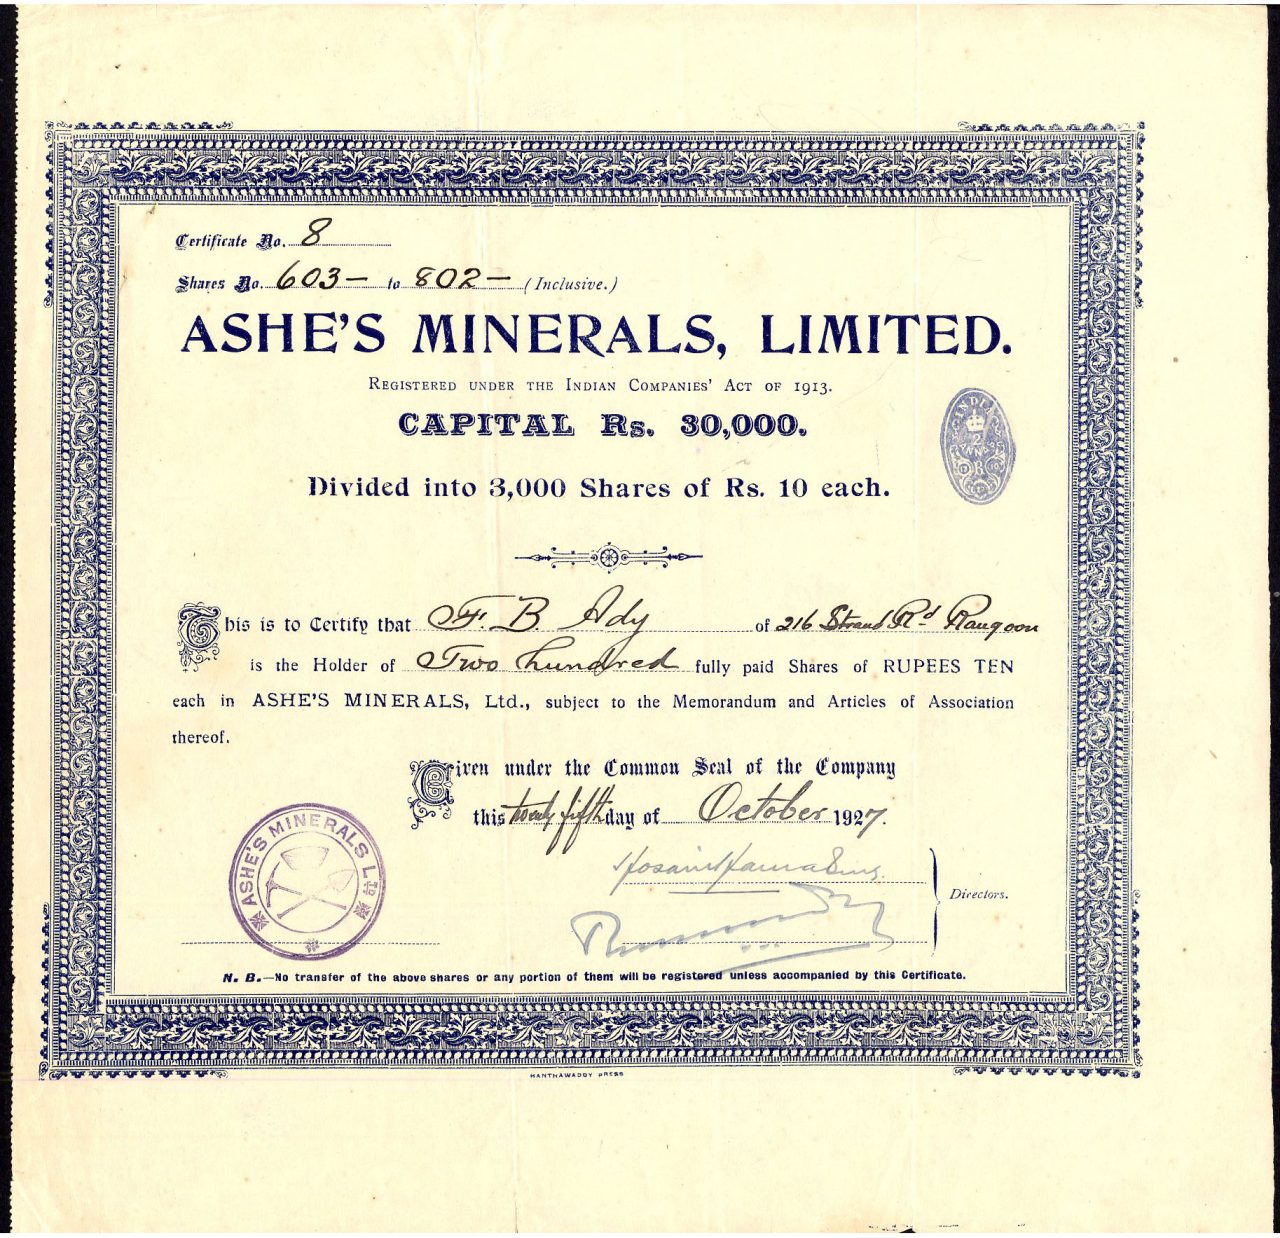 Certificate No. 8
Shares No. 603 — to 802 — (Inclusive.)
ASHE'S MINERALS, LIMITED.
REGISTERED UNDER THE INDIAN COMPANIES' ACT OF 1913.
CAPITAL Rs. 30,000.
INDIA
2
Divided into 3,000 Shares of Rs. 10 each.
This is to Certify that F. B. Ady of 216 Strand Rd Rangoon
is the Holder of Two hundred fully paid Shares of RUPEES TEN
each in ASHE'S MINERALS, Ltd., subject to the Memorandum and Articles of Association
thereof.
Given under the Common Seal of the Company
this twenty fifth day of October 1927.
ASHE'S MINERALS LTD
Directors.
N. B.—No transfer of the above shares or any portion of them will be registered unless accompanied by this Certificate.
HANTHAWADDY PRESS